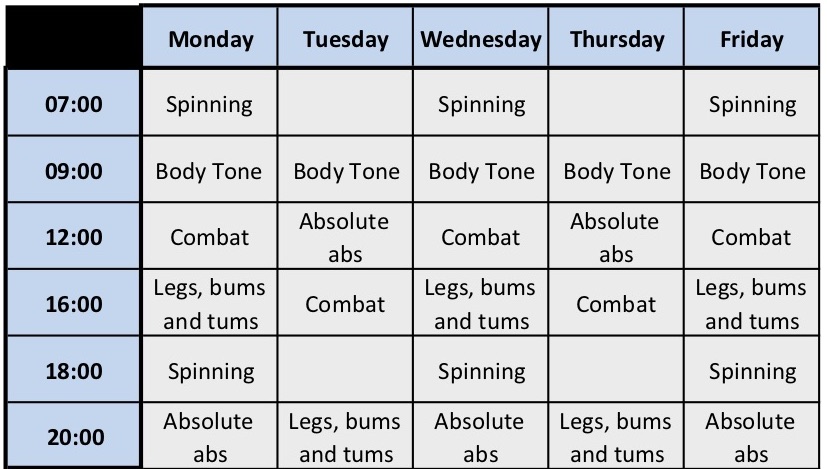 Monday Tuesday Wednesday Thursday Friday
07:00 Spinning Spinning Spinning
09:00 Body Tone Body Tone Body Tone Body Tone Body Tone
12:00 Combat Absolute abs Combat Absolute abs Combat
16:00 Legs, bums and tums Combat Legs, bums and tums Combat Legs, bums and tums
18:00 Spinning Spinning Spinning
20:00 Absolute abs Legs, bums and tums Absolute abs Legs, bums and tums Absolute abs